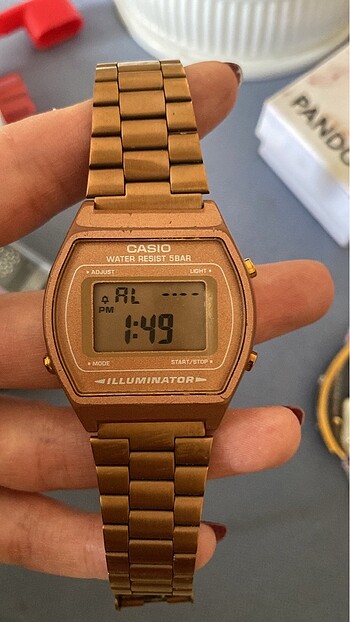 CASIO
WATER RESIST 5BAR
ADJUST LIGHT
AL ----
PM
1:49
MODE START/STOP
ILLUMINATOR
PANDO